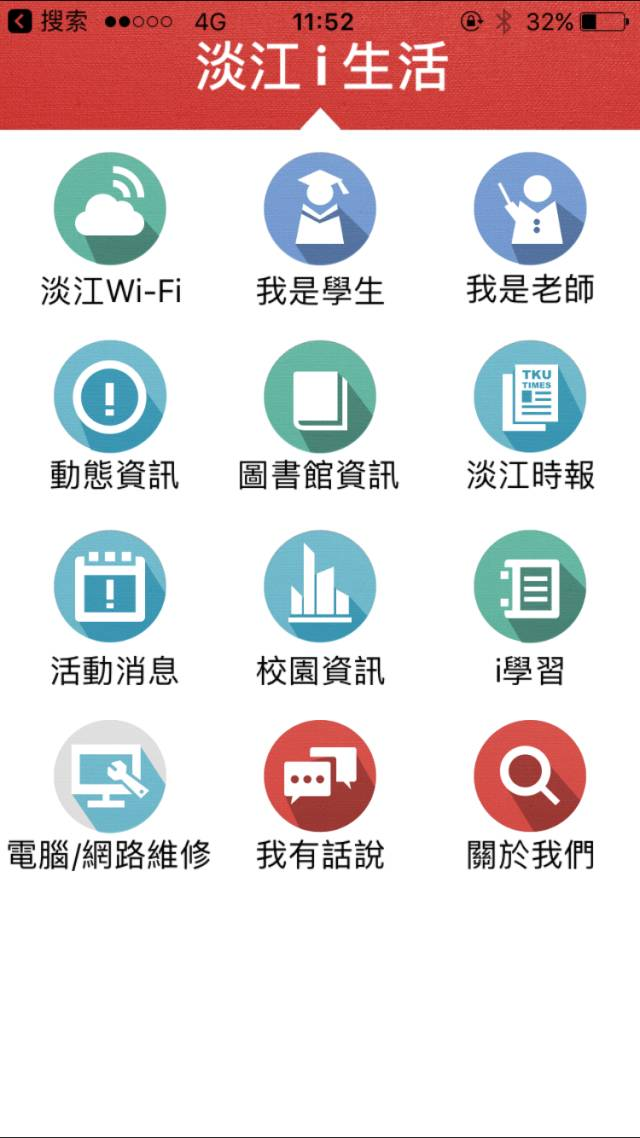 搜索 4G 11:52 32%
淡江 i 生活
淡江Wi-Fi 我是學生 我是老師
TKU
TIMES
動態資訊 圖書館資訊 淡江時報
活動消息 校園資訊 i學習
電腦/網路維修 我有話說 關於我們